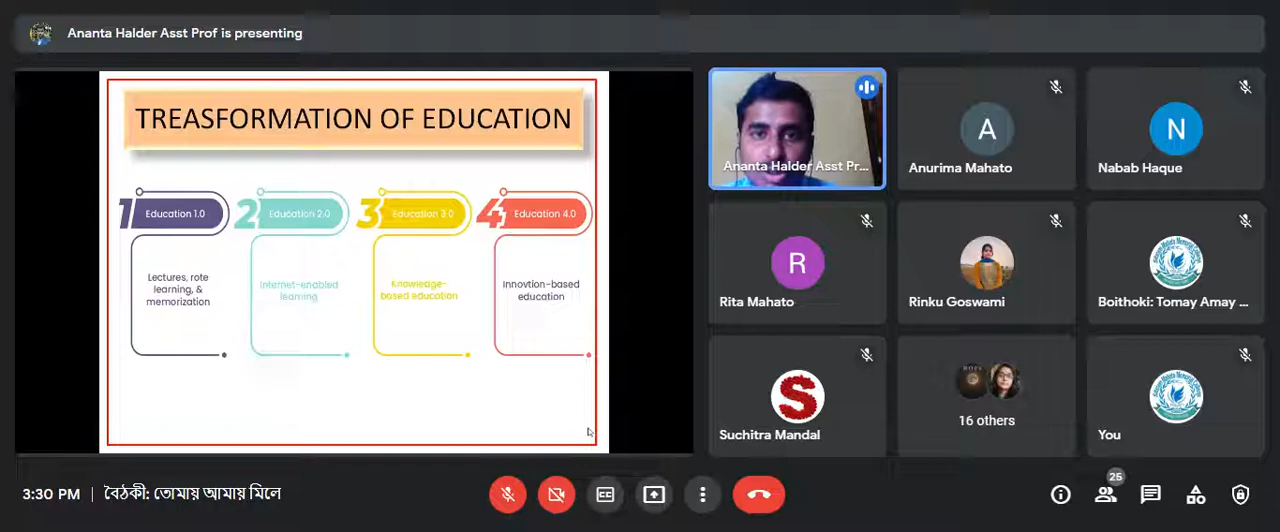 Ananta Halder Asst Prof is presenting
TREASFORMATION OF EDUCATION
1 Education 1.0
2 Education 2.0
3 Education 3.0
4 Education 4.0
Lectures, rote
learning, &
memorization
Internet-enabled
learning
Knowledge-
based education
Innovtion-based
education
Ananta Halder Asst Pr...
A
Anurima Mahato
N
Nabab Haque
R
Rita Mahato
Rinku Goswami
Boithoki: Tomay Amay ...
S
Suchitra Mandal
16 others
You
3:30 PM | বৈঠকী: তোমায় আমায় মিলে
CC
25